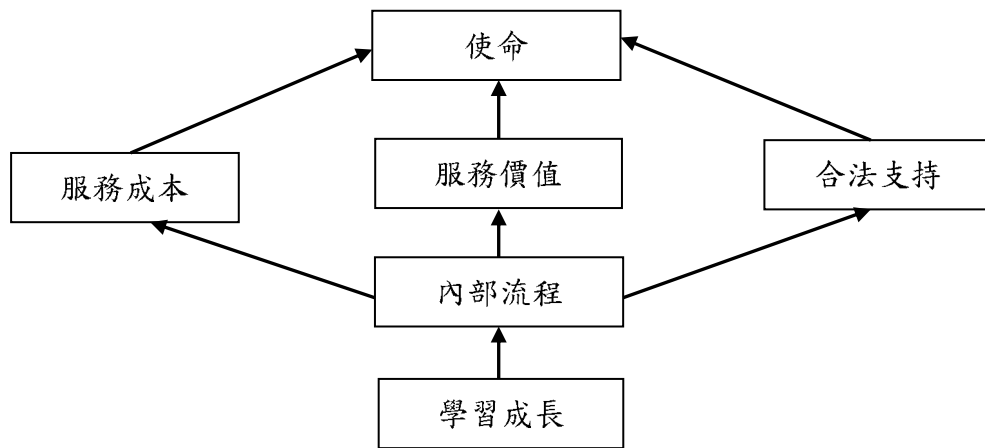 使命
服務成本
服務價值
合法支持
內部流程
學習成長